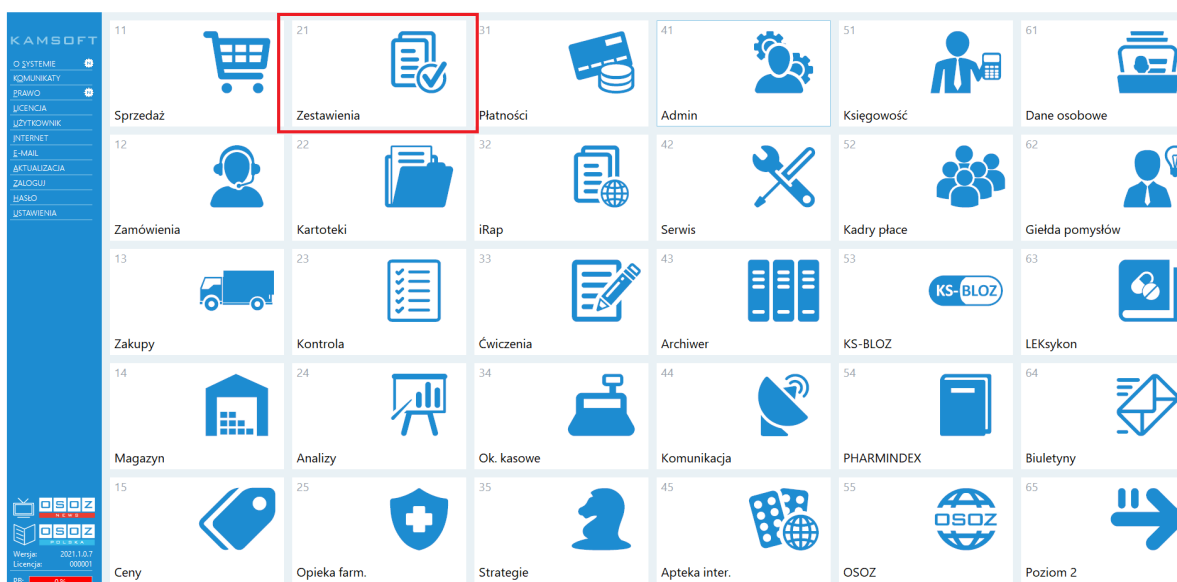 KAMSOFT
O SYSTEMIE
KOMUNIKATY
PRAWO
LICENCJA
UŻYTKOWNIK
INTERNET
E-MAIL
AKTUALIZACJA
ZALOGUJ
HASŁO
USTAWIENIA
OSOZ
NEWS
OSOZ
POLSKA
Wersja: 2021.1.0.7
Licencja: 000001
PR: 0 %
11
Sprzedaż
21
Zestawienia
31
Płatności
41
Admin
51
Księgowość
61
Dane osobowe
12
Zamówienia
22
Kartoteki
32
iRap
42
Serwis
52
Kadry płace
62
Giełda pomysłów
13
Zakupy
23
Kontrola
33
Ćwiczenia
43
Archiwer
53
KS-BLOZ
KS-BLOZ
63
LEKsykon
14
Magazyn
24
Analizy
34
Ok. kasowe
44
Komunikacja
54
PHARMINDEX
64
Biuletyny
15
Ceny
25
Opieka farm.
35
Strategie
45
Apteka inter.
55
OSOZ
OSOZ
65
Poziom 2